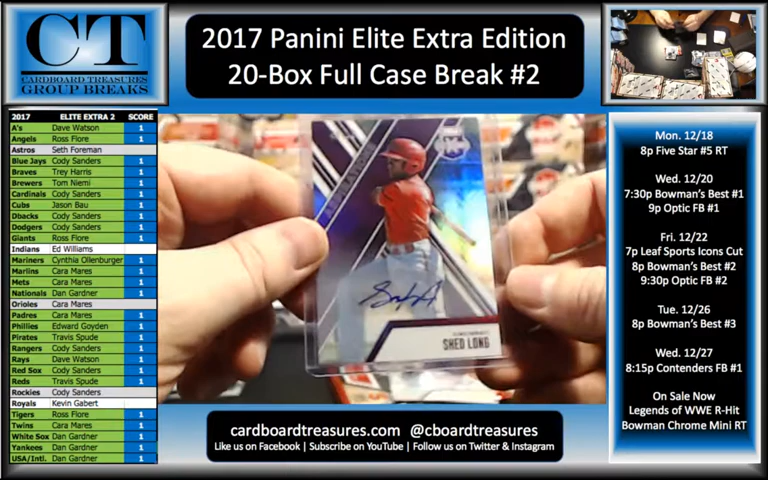 CT
CARDBOARD TREASURES
GROUP BREAKS
2017 Panini Elite Extra Edition
20-Box Full Case Break #2
2017 ELITE EXTRA 2 SCORE
A's Dave Watson 1
Angels Ross Flore 1
Astros Seth Foreman
Blue Jays Cody Sanders 1
Braves Trey Harris 1
Brewers Tom Niemi 1
Cardinals Cody Sanders 1
Cubs Jason Bau 1
Dbacks Cody Sanders 1
Dodgers Cody Sanders 1
Giants Ross Flore 1
Indians Ed Williams
Mariners Cynthia Ollenburger 1
Marlins Cara Mares 1
Mets Cara Mares 1
Nationals Dan Gardner 1
Orioles Cara Mares
Padres Cara Mares 1
Phillies Edward Goyden 1
Pirates Travis Spude 1
Rangers Cody Sanders 1
Rays Dave Watson 1
Red Sox Cody Sanders 1
Reds Travis Spude 1
Rockies Cody Sanders
Royals Kevin Gabert
Tigers Ross Flore 1
Twins Cara Mares 1
White Sox Dan Gardner 1
Yankees Dan Gardner 1
USA/Intl. Dan Gardner 1
SHED LONG
cardboardtreasures.com @cboardtreasures
Like us on Facebook | Subscribe on YouTube | Follow us on Twitter & Instagram
Mon. 12/18
8p Five Star #5 RT
Wed. 12/20
7:30p Bowman's Best #1
9p Optic FB #1
Fri. 12/22
7p Leaf Sports Icons Cut
8p Bowman's Best #2
9:30p Optic FB #2
Tue. 12/26
8p Bowman's Best #3
Wed. 12/27
8:15p Contenders FB #1
On Sale Now
Legends of WWE R-Hit
Bowman Chrome Mini RT